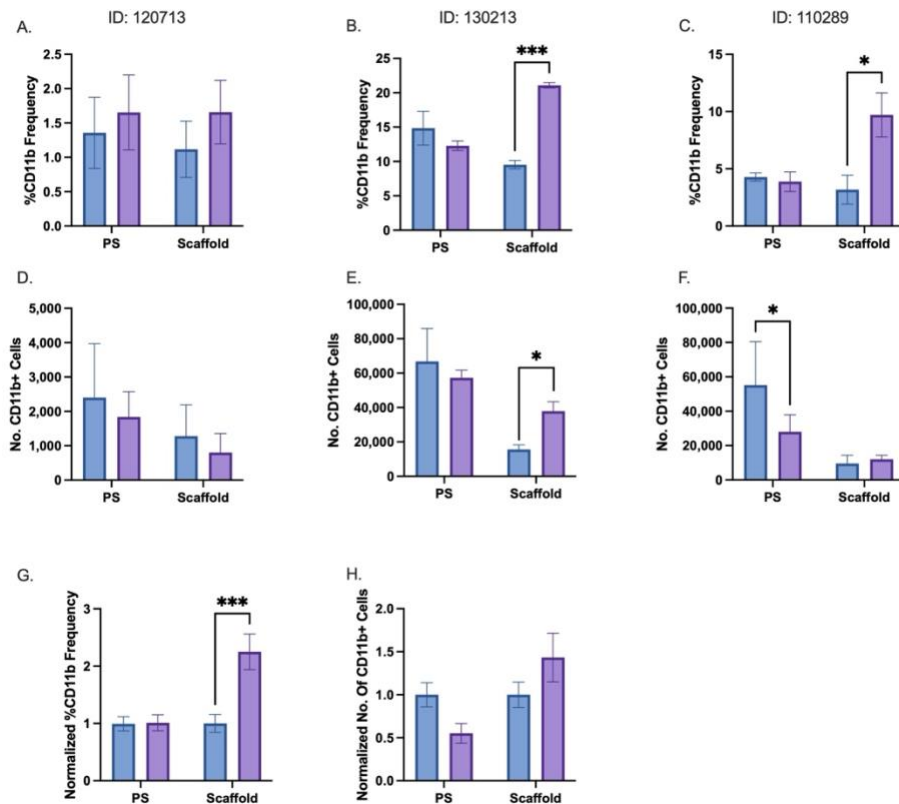 ID: 120713
ID: 130213
ID: 110289
A.
%CD11b Frequency
2.5
2.0
1.5
1.0
0.5
0.0
PS
Scaffold
B.
%CD11b Frequency
25
20
15
10
5
0
***
PS
Scaffold
C.
%CD11b Frequency
15
10
5
0
*
PS
Scaffold
D.
No. CD11b+ Cells
5,000
4,000
3,000
2,000
1,000
0
PS
Scaffold
E.
No. CD11b+ Cells
100,000
80,000
60,000
40,000
20,000
0
*
PS
Scaffold
F.
No. CD11b+ Cells
100,000
80,000
60,000
40,000
20,000
0
*
PS
Scaffold
G.
Normalized %CD11b Frequency
3
2
1
0
***
PS
Scaffold
H.
Normalized No. Of CD11b+ Cells
2.0
1.5
1.0
0.5
0.0
PS
Scaffold